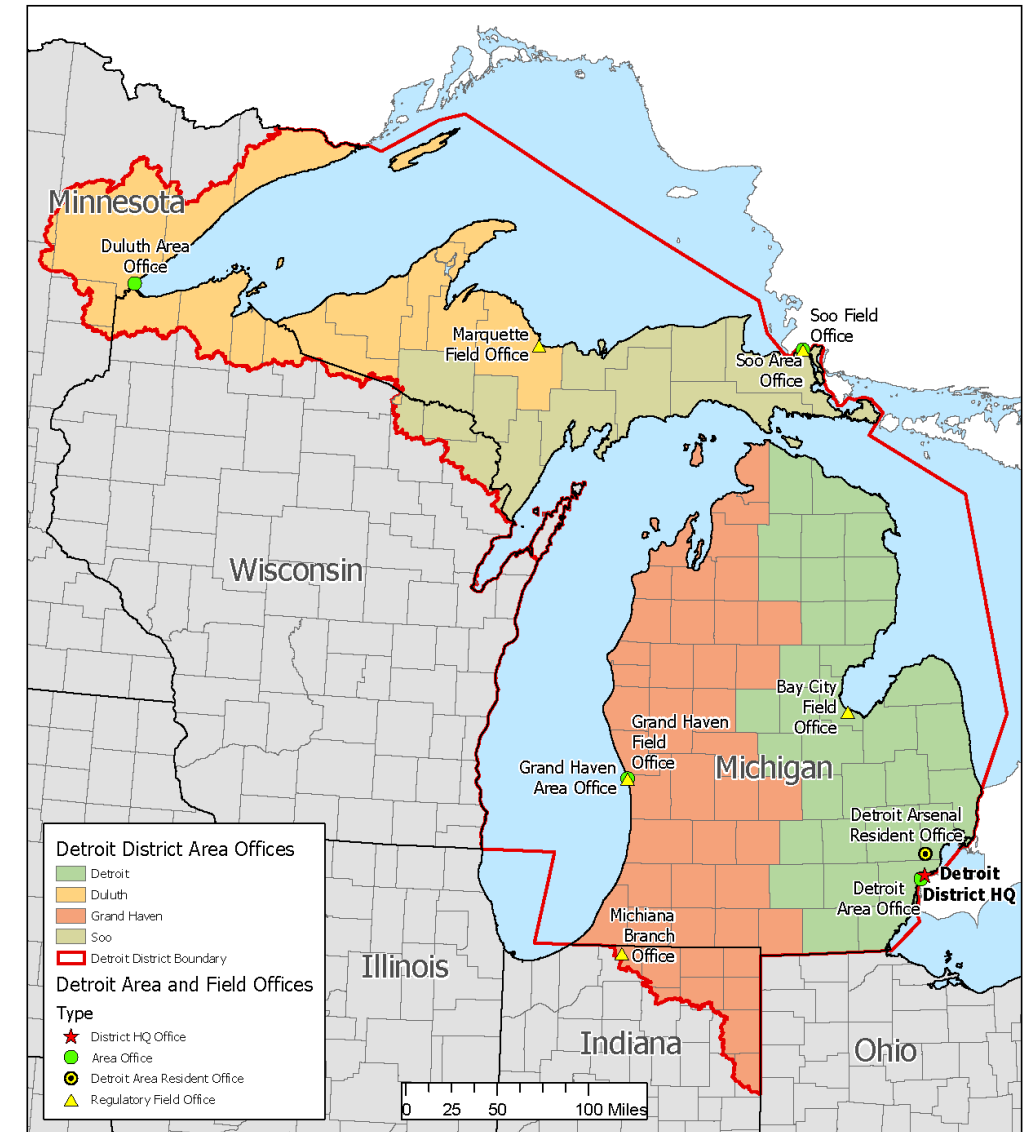 Minnesota
Duluth Area
Office
Marquette
Field Office
Soo Field
Office
Soo Area
Office
Wisconsin
Bay City
Field
Office
Grand Haven
Field
Office
Grand Haven
Area Office
Michigan
Detroit Arsenal
Resident Office
Detroit
District HQ
Detroit
Area Office
Michiana
Branch
Office
Illinois
Indiana
Ohio
Detroit District Area Offices
Detroit
Duluth
Grand Haven
Soo
Detroit District Boundary
Detroit Area and Field Offices
Type
District HQ Office
Area Office
Detroit Area Resident Office
Regulatory Field Office
0 25 50 100 Miles